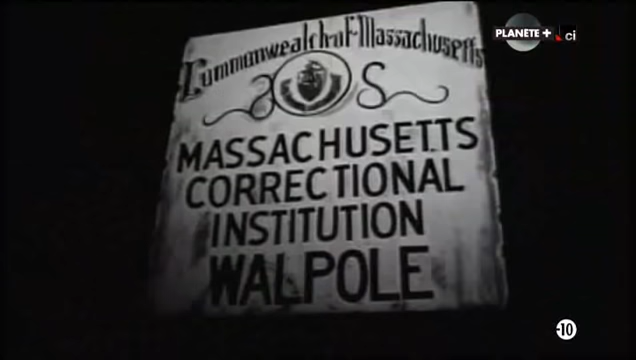 Commonwealth of Massachusetts
MASSACHUSETTS
CORRECTIONAL
INSTITUTION
WALPOLE
PLANETE +
ci
-10